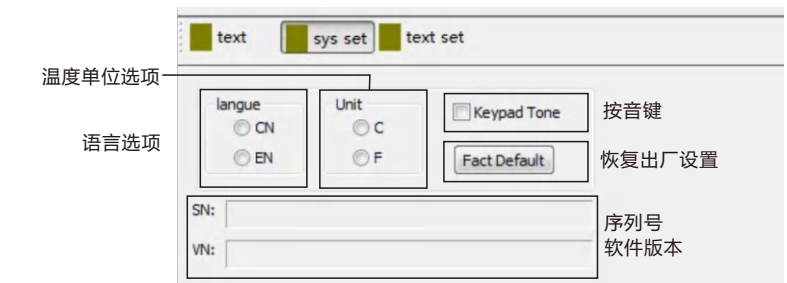 text
sys set
text set
温度单位选项
语言选项
langue
CN
EN
Unit
C
F
Keypad Tone
按音键
Fact Default
恢复出厂设置
SN:
序列号
VN:
软件版本